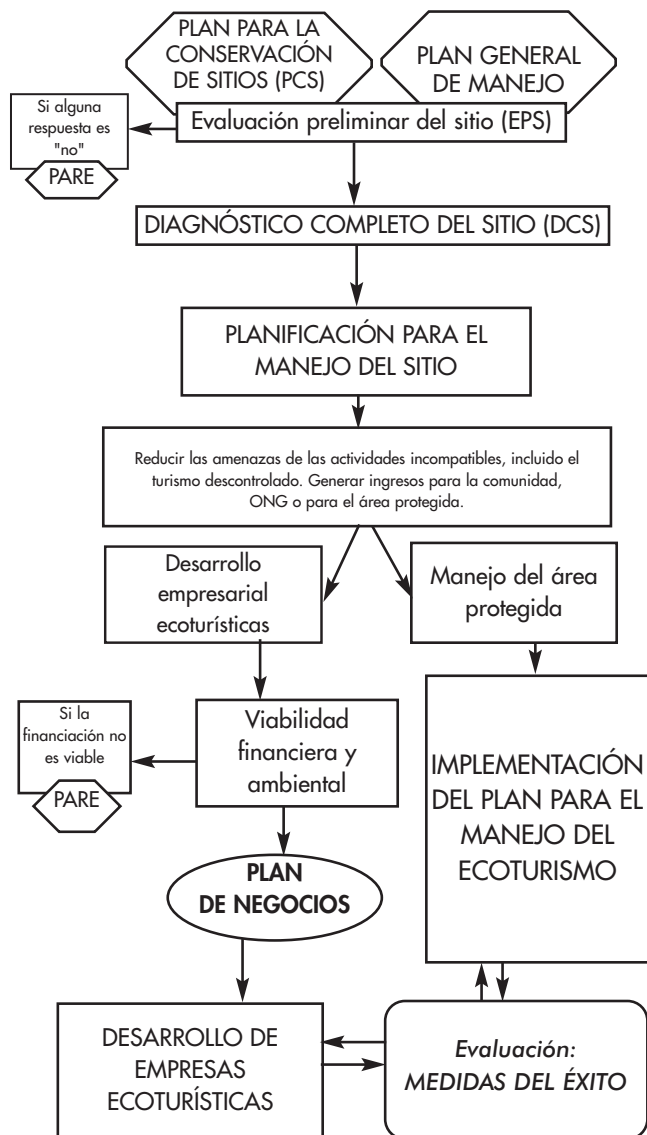 PLAN PARA LA
CONSERVACIÓN
DE SITIOS (PCS)
PLAN GENERAL
DE MANEJO
Si alguna
respuesta es
"no"
PARE
Evaluación preliminar del sitio (EPS)
DIAGNÓSTICO COMPLETO DEL SITIO (DCS)
PLANIFICACIÓN PARA EL
MANEJO DEL SITIO
Reducir las amenazas de las actividades incompatibles, incluido el
turismo descontrolado. Generar ingresos para la comunidad,
ONG o para el área protegida.
Desarrollo
empresarial
ecoturísticas
Manejo del área
protegida
Si la
financiación no
es viable
PARE
Viabilidad
financiera y
ambiental
IMPLEMENTACIÓN
DEL PLAN PARA EL
MANEJO DEL
ECOTURISMO
PLAN
DE NEGOCIOS
DESARROLLO DE
EMPRESAS
ECOTURÍSTICAS
Evaluación:
MEDIDAS DEL ÉXITO